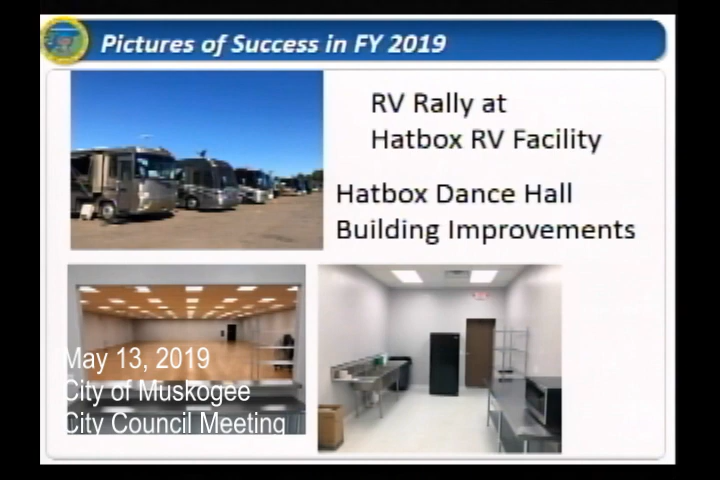 Pictures of Success in FY 2019
RV Rally at
Hatbox RV Facility
Hatbox Dance Hall
Building Improvements
May 13, 2019
City of Muskogee
City Council Meeting